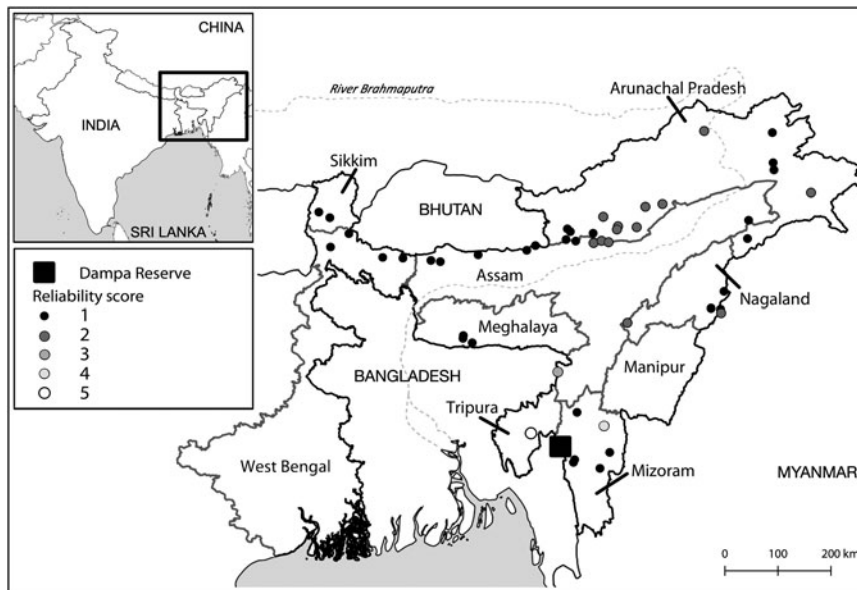 CHINA
INDIA
SRI LANKA
Dampa Reserve
Reliability score
1
2
3
4
5
River Brahmaputra
Arunachal Pradesh
Sikkim
BHUTAN
Assam
Nagaland
Meghalaya
BANGLADESH
Manipur
Tripura
West Bengal
Mizoram
MYANMAR
0 100 200 km